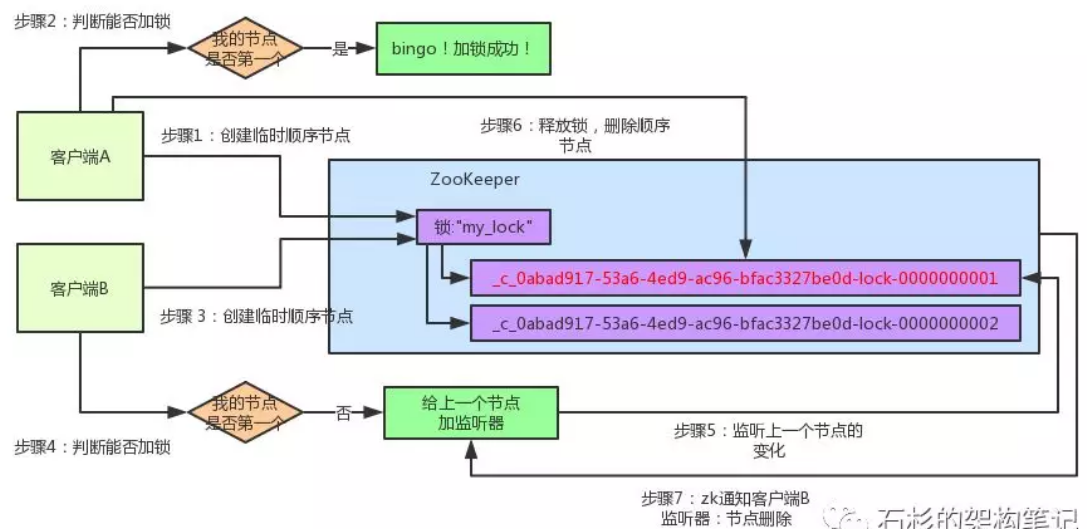 步骤2：判断能否加锁
我的节点
是否第一个
是
bingo！加锁成功！
客户端A
步骤1：创建临时顺序节点
步骤6：释放锁，删除顺序
节点
ZooKeeper
锁:"my_lock"
_c_0abad917-53a6-4ed9-ac96-bfac3327be0d-lock-0000000001
_c_0abad917-53a6-4ed9-ac96-bfac3327be0d-lock-0000000002
客户端B
步骤 3：创建临时顺序节点
我的节点
是否第一个
否
给上一个节点
加监听器
步骤4：判断能否加锁
步骤5：监听上一个节点的
变化
步骤7：zk通知客户端B
监听器：节点删除
石杉的架构笔记